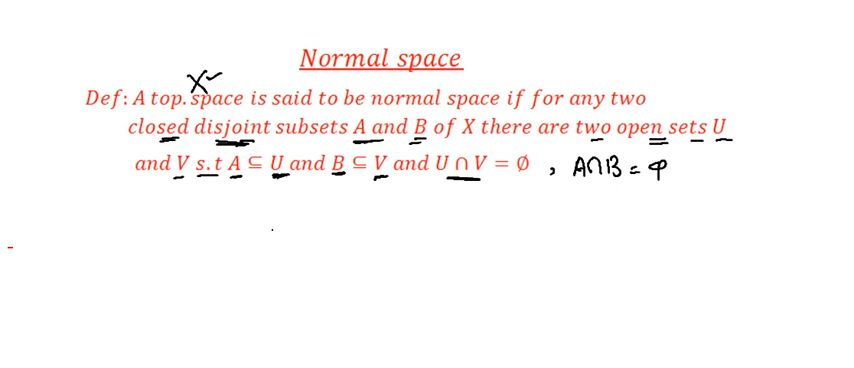 Normal space
X
Def: A top. space is said to be normal space if for any two
closed disjoint subsets A and B of X there are two open sets U
and V s.t A ⊆ U and B ⊆ V and U ∩ V = ∅ , A∩B = φ